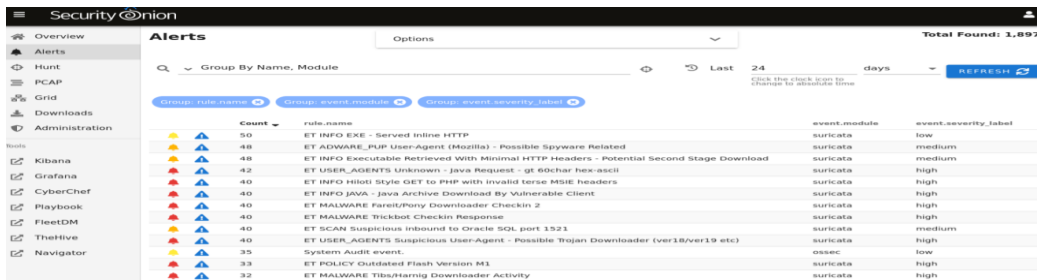 Security Onion
Overview
Alerts
Hunt
PCAP
Grid
Downloads
Administration
Tools
Kibana
Grafana
CyberChef
Playbook
FleetDM
TheHive
Navigator
Alerts
Options
Total Found: 1,897
Group By Name, Module
Last 24 days
Click the clock icon to
change to absolute time
REFRESH
Group: rule.name Group: event.module Group: event.severity_label
Count rule.name event.module event.severity_label
50 ET INFO EXE - Served Inline HTTP suricata low
48 ET ADWARE_PUP User-Agent (Mozilla) - Possible Spyware Related suricata medium
48 ET INFO Executable Retrieved With Minimal HTTP Headers - Potential Second Stage Download suricata medium
42 ET USER_AGENTS Unknown - Java Request - gt 60char hex-ascii suricata high
40 ET INFO Hiloti Style GET to PHP with invalid terse MSIE headers suricata high
40 ET INFO JAVA - Java Archive Download By Vulnerable Client suricata high
40 ET MALWARE Fareit/Pony Downloader Checkin 2 suricata high
40 ET MALWARE Trickbot Checkin Response suricata high
40 ET SCAN Suspicious inbound to Oracle SQL port 1521 suricata medium
40 ET USER_AGENTS Suspicious User-Agent - Possible Trojan Downloader (ver18/ver19 etc) suricata high
35 System Audit event. ossec low
33 ET POLICY Outdated Flash Version M1 suricata high
32 ET MALWARE Tibs/Harnig Downloader Activity suricata high